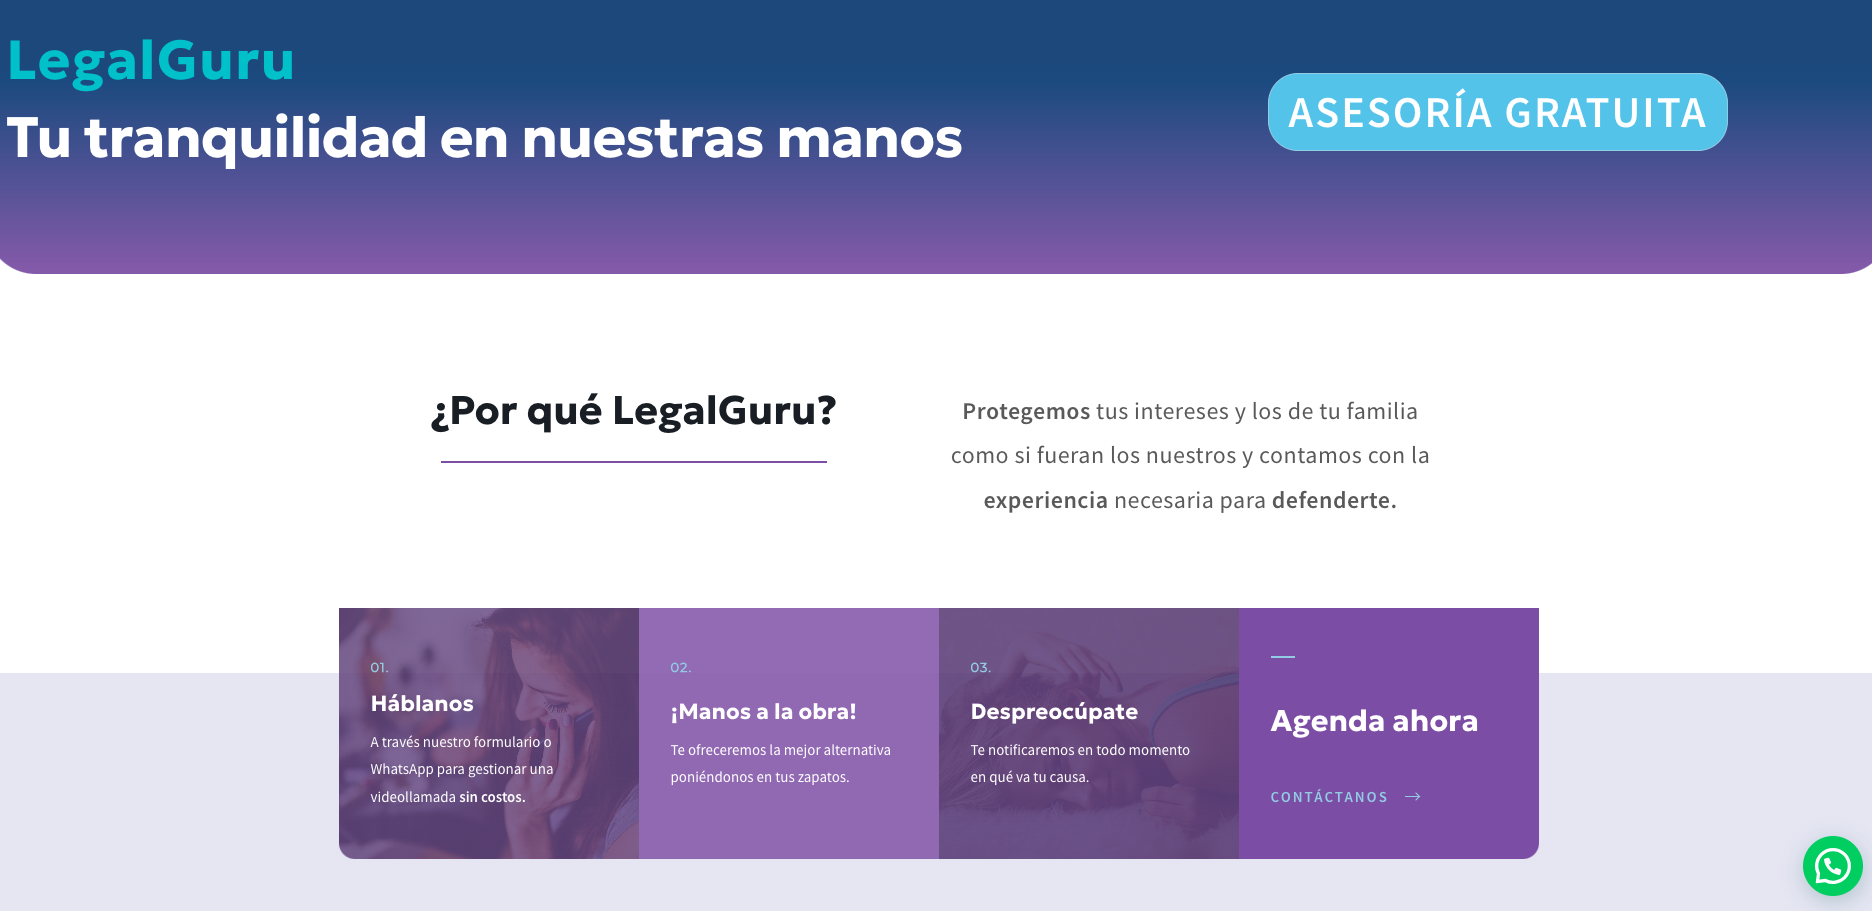 LegalGuru
Tu tranquilidad en nuestras manos
ASESORÍA GRATUITA
¿Por qué LegalGuru?
Protegemos tus intereses y los de tu familia
como si fueran los nuestros y contamos con la
experiencia necesaria para defenderte.
01.
Háblanos
A través nuestro formulario o
WhatsApp para gestionar una
videollamada sin costos.
02.
¡Manos a la obra!
Te ofreceremos la mejor alternativa
poniéndonos en tus zapatos.
03.
Despreocúpate
Te notificaremos en todo momento
en qué va tu causa.
Agenda ahora
CONTÁCTANOS